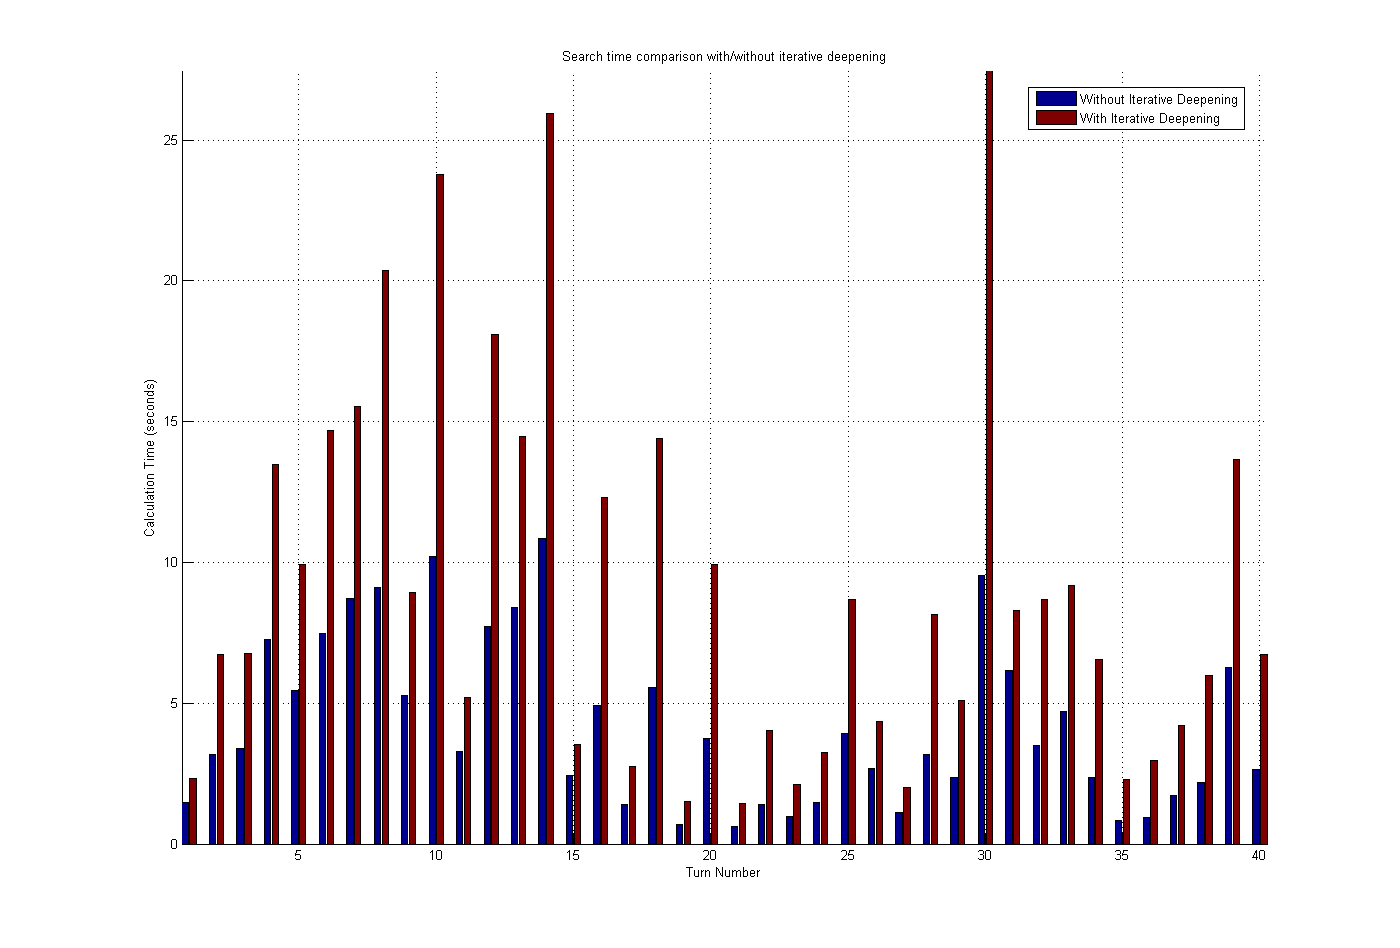 Search time comparison with/without iterative deepening
Without Iterative Deepening
With Iterative Deepening
25
20
15
10
5
0
Calculation Time (seconds)
5 10 15 20 25 30 35 40
Turn Number